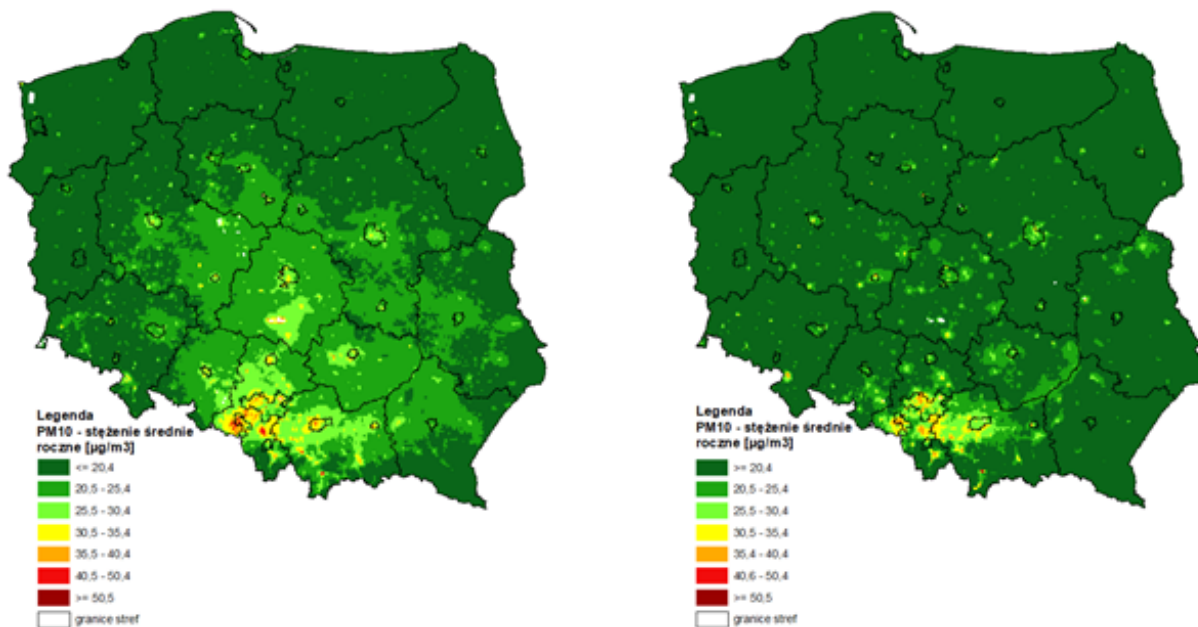 Legenda
PM10 - stężenie średnie
roczne [µg/m3]
<= 20,4
20,5 - 25,4
25,5 - 30,4
30,5 - 35,4
35,5 - 40,4
40,5 - 50,4
>= 50,5
granice stref
Legenda
PM10 - stężenie średnie
roczne [µg/m3]
>= 20,4
20,5 - 25,4
25,5 - 30,4
30,5 - 35,4
35,4 - 40,4
40,6 - 50,4
>= 50,5
granice stref